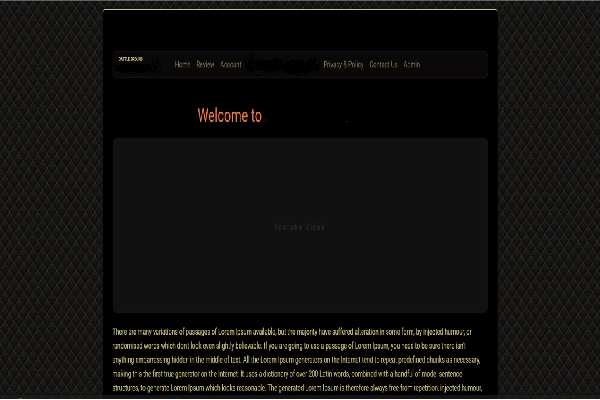 BATTLEGROUND
Home Review Account Privacy & Policy Contact Us Admin
Welcome to
YOUTUBE VIDEO
There are many variations of passages of Lorem Ipsum available, but the majority have suffered alteration in some form, by injected humour, or
randomised words which don't look even slightly believable. If you are going to use a passage of Lorem Ipsum, you need to be sure there isn't
anything embarrassing hidden in the middle of text. All the Lorem Ipsum generators on the Internet tend to repeat predefined chunks as necessary,
making this the first true generator on the Internet. It uses a dictionary of over 200 Latin words, combined with a handful of model sentence
structures, to generate Lorem Ipsum which looks reasonable. The generated Lorem Ipsum is therefore always free from repetition, injected humour,